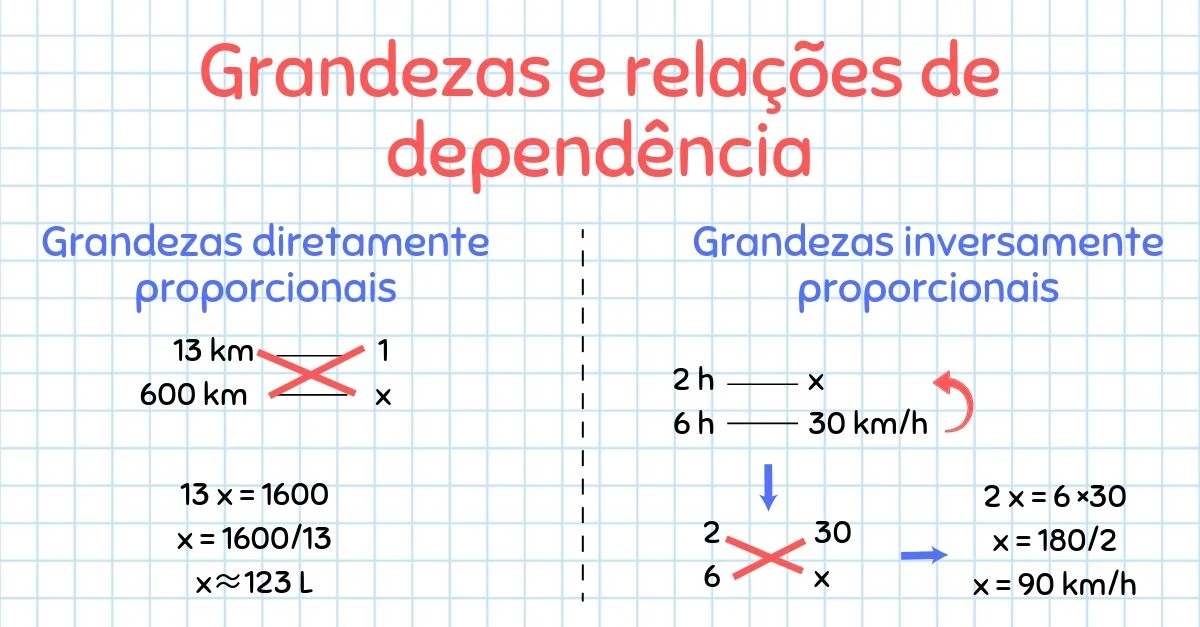 Grandezas e relações de
dependência
Grandezas diretamente
proporcionais
13 km 1
600 km x
13 x = 1600
x = 1600/13
x ≈ 123 L
Grandezas inversamente
proporcionais
2 h x
6 h 30 km/h
2 30
6 x
2 x = 6 ×30
x = 180/2
x = 90 km/h